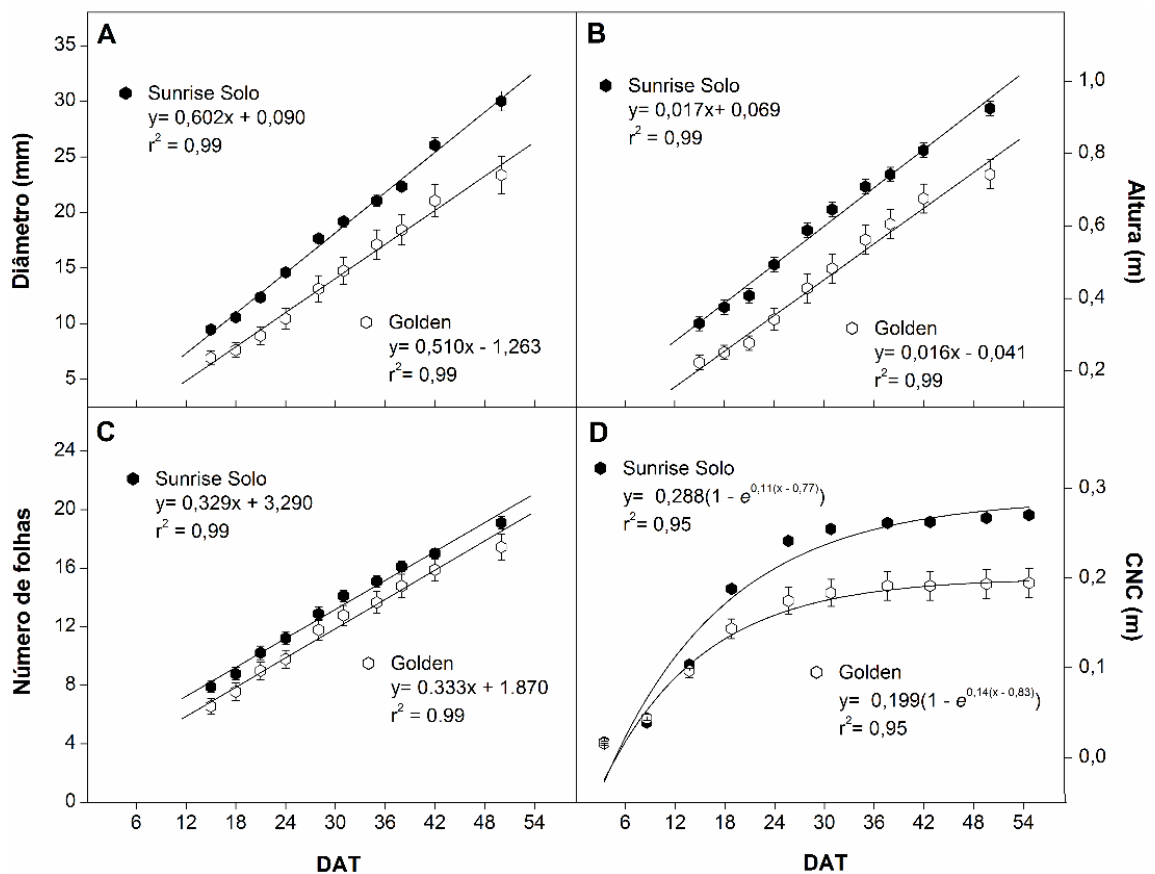 A
Sunrise Solo
y= 0,602x + 0,090
r² = 0,99
Golden
y= 0,510x - 1,263
r²= 0,99
Diâmetro (mm)
35
30
25
20
15
10
5
B
Sunrise Solo
y= 0,017x+ 0,069
r² = 0,99
Golden
y= 0,016x - 0,041
r²= 0,99
Altura (m)
1,0
0,8
0,6
0,4
0,2
C
Sunrise Solo
y= 0,329x + 3,290
r² = 0,99
Golden
y= 0.333x + 1.870
r² = 0.99
Número de folhas
24
20
16
12
8
4
0
6 12 18 24 30 36 42 48 54
DAT
D
Sunrise Solo
y= 0,288(1 - e^0,11(x - 0,77))
r²= 0,95
Golden
y= 0,199(1 - e^0,14(x - 0,83))
r²= 0,95
CNC (m)
0,3
0,2
0,1
0,0
6 12 18 24 30 36 42 48 54
DAT